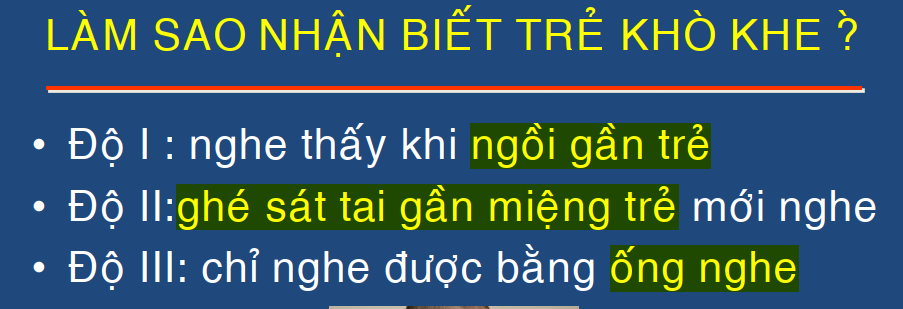 LÀM SAO NHẬN BIẾT TRẺ KHÒ KHE ?
• Độ I : nghe thấy khi ngồi gần trẻ
• Độ II:ghé sát tai gần miệng trẻ mới nghe
• Độ III: chỉ nghe được bằng ống nghe